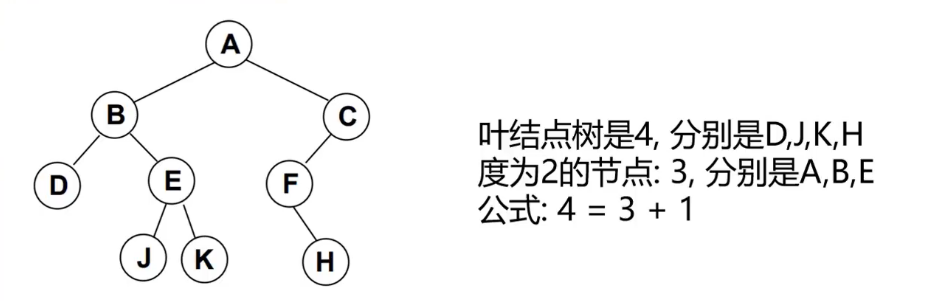 A
B
C
D
E
F
J
K
H
叶结点树是4, 分别是D,J,K,H
度为2的节点: 3, 分别是A,B,E
公式: 4 = 3 + 1